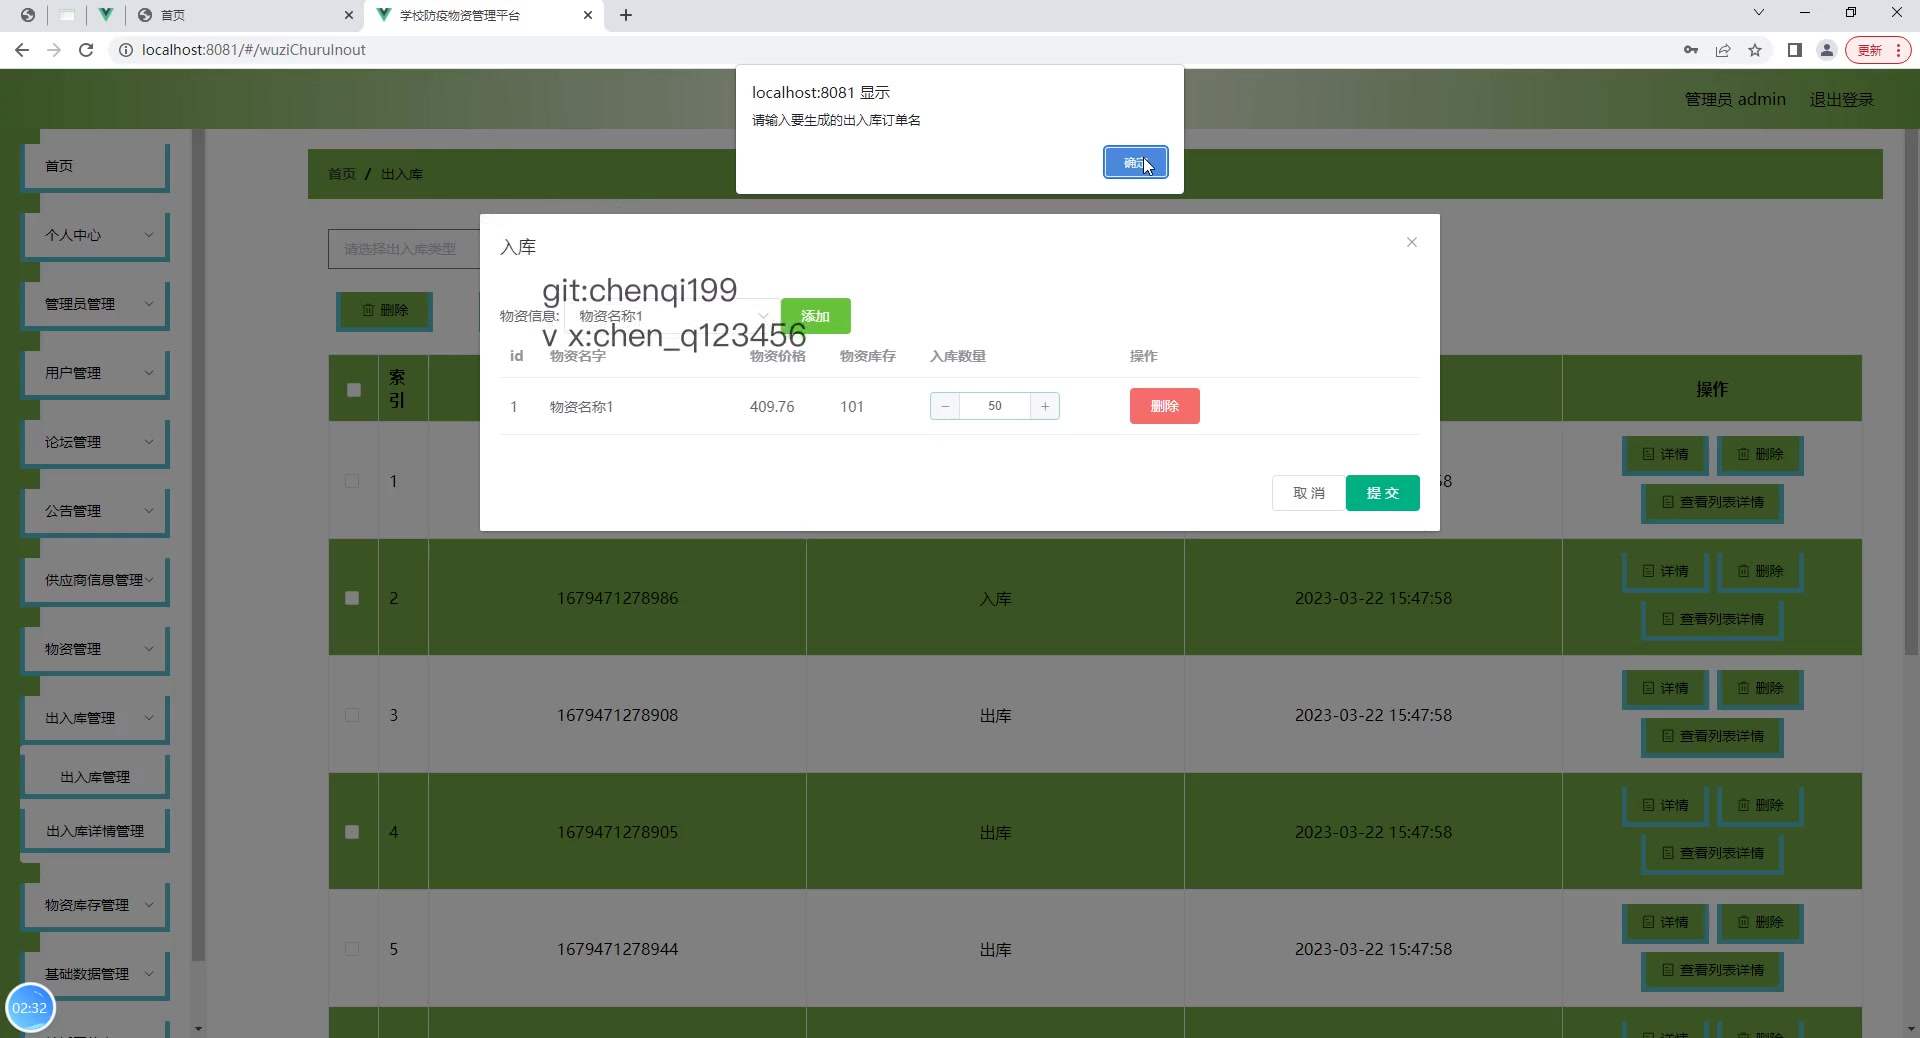 首页
学校防疫物资管理平台
localhost:8081/#/wuziChuruInout
更新
localhost:8081 显示
请输入要生成的出入库订单名
确定
管理员 admin
退出登录
首页
个人中心
管理员管理
用户管理
论坛管理
公告管理
供应商信息管理
物资管理
出入库管理
出入库管理
出入库详情管理
物资库存管理
基础数据管理
02:32
首页 / 出入库
请选择出入库类型
删除
入库
git:chenqi199
物资信息: 物资名称1 添加
v x:chen_q123456
id 物资名字 物资价格 物资库存 入库数量 操作
1 物资名称1 409.76 101 − 50 + 删除
取 消 提 交
索引 操作
1 58 详情 删除
查看列表详情
2 1679471278986 入库 2023-03-22 15:47:58 详情 删除
查看列表详情
3 1679471278908 出库 2023-03-22 15:47:58 详情 删除
查看列表详情
4 1679471278905 出库 2023-03-22 15:47:58 详情 删除
查看列表详情
5 1679471278944 出库 2023-03-22 15:47:58 详情 删除
查看列表详情
详情 删除